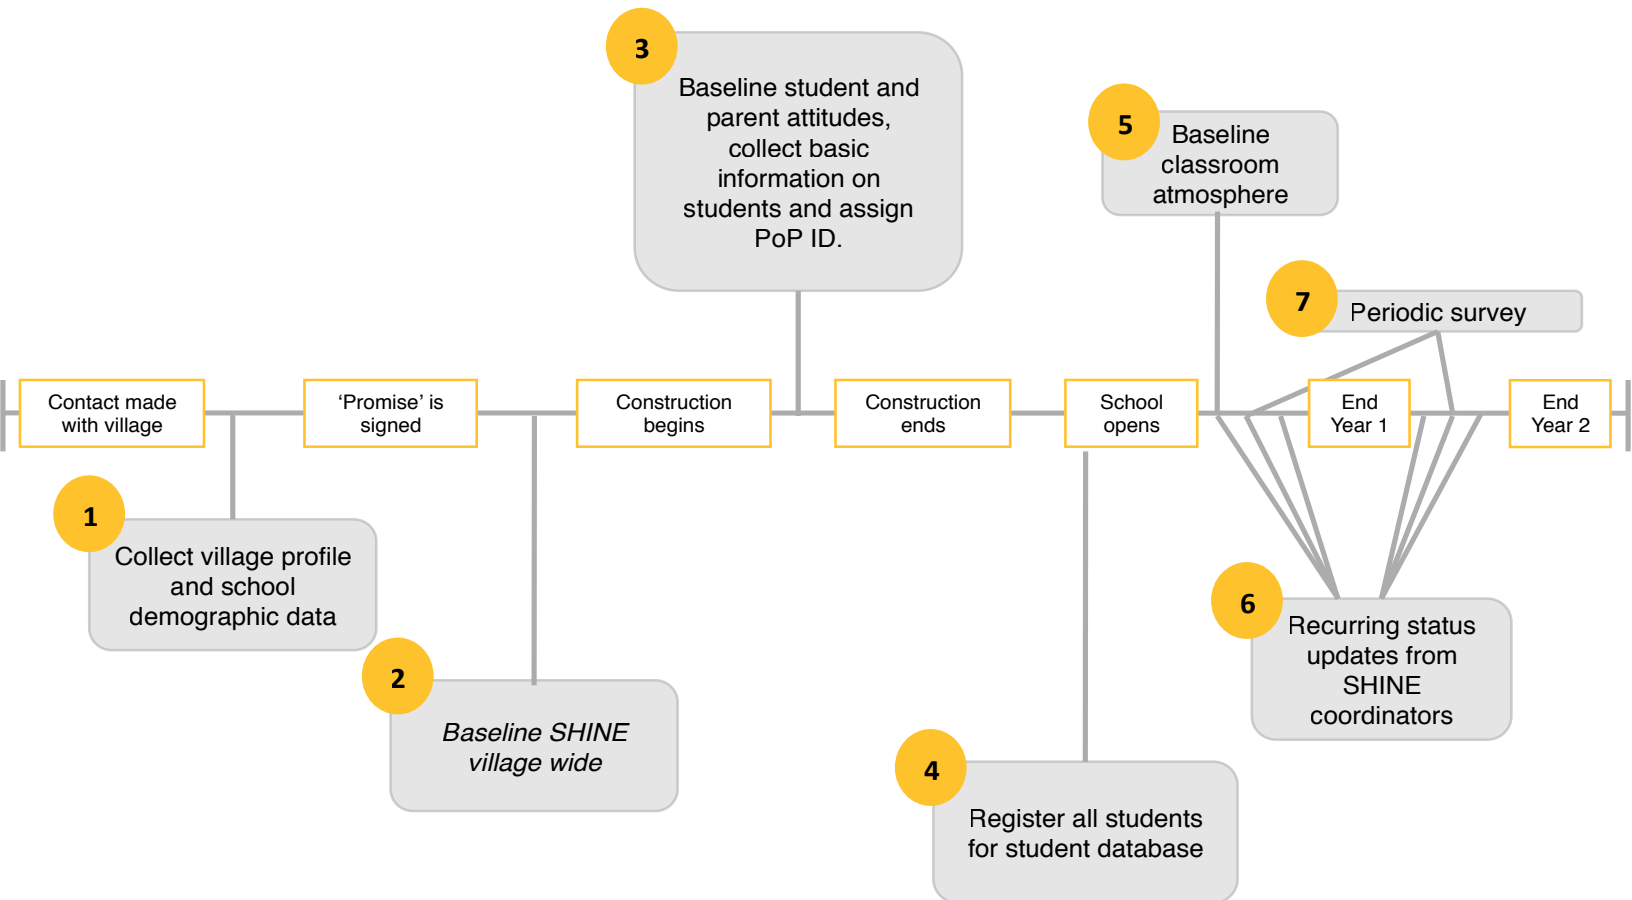 3
Baseline student and
parent attitudes,
collect basic
information on
students and assign
PoP ID.
5
Baseline
classroom
atmosphere
7
Periodic survey
Contact made
with village
‘Promise’ is
signed
Construction
begins
Construction
ends
School
opens
End
Year 1
End
Year 2
1
Collect village profile
and school
demographic data
2
Baseline SHINE
village wide
4
Register all students
for student database
6
Recurring status
updates from
SHINE
coordinators